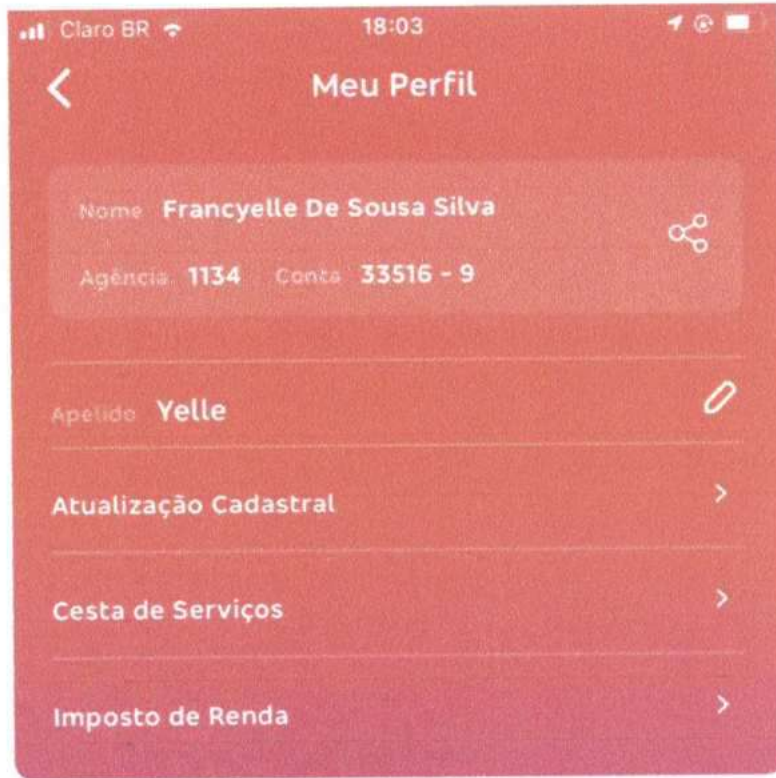 Claro BR 18:03
Meu Perfil
Nome Francyelle De Sousa Silva
Agência 1134 Conta 33516 - 9
Apelido Yelle
Atualização Cadastral
Cesta de Serviços
Imposto de Renda